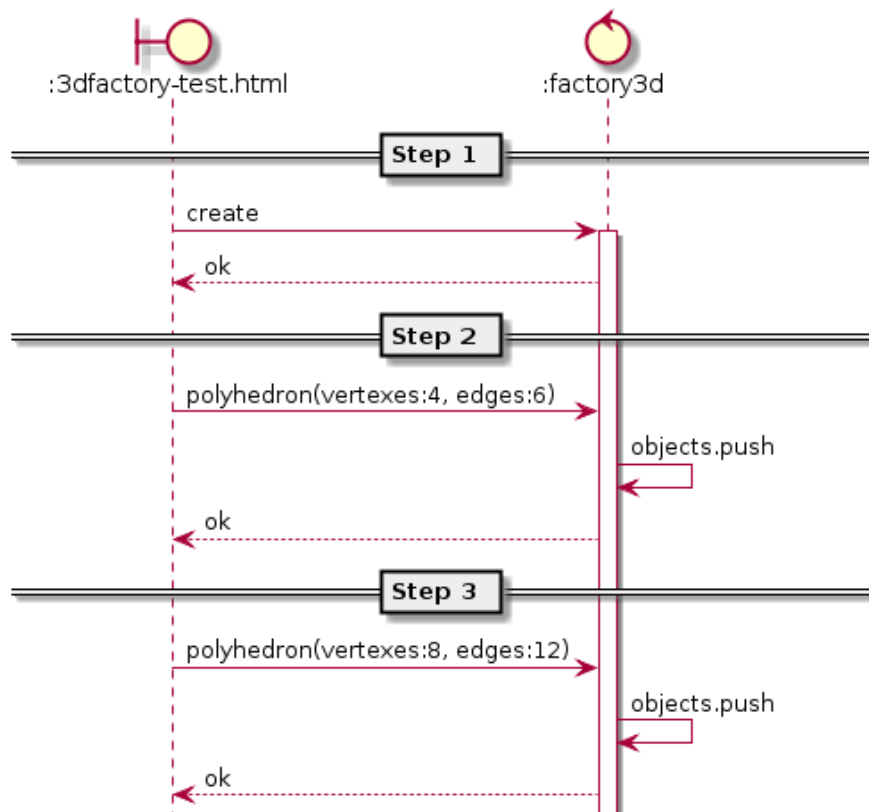 :3dfactory-test.html
:factory3d
Step 1
create
ok
Step 2
polyhedron(vertexes:4, edges:6)
objects.push
ok
Step 3
polyhedron(vertexes:8, edges:12)
objects.push
ok